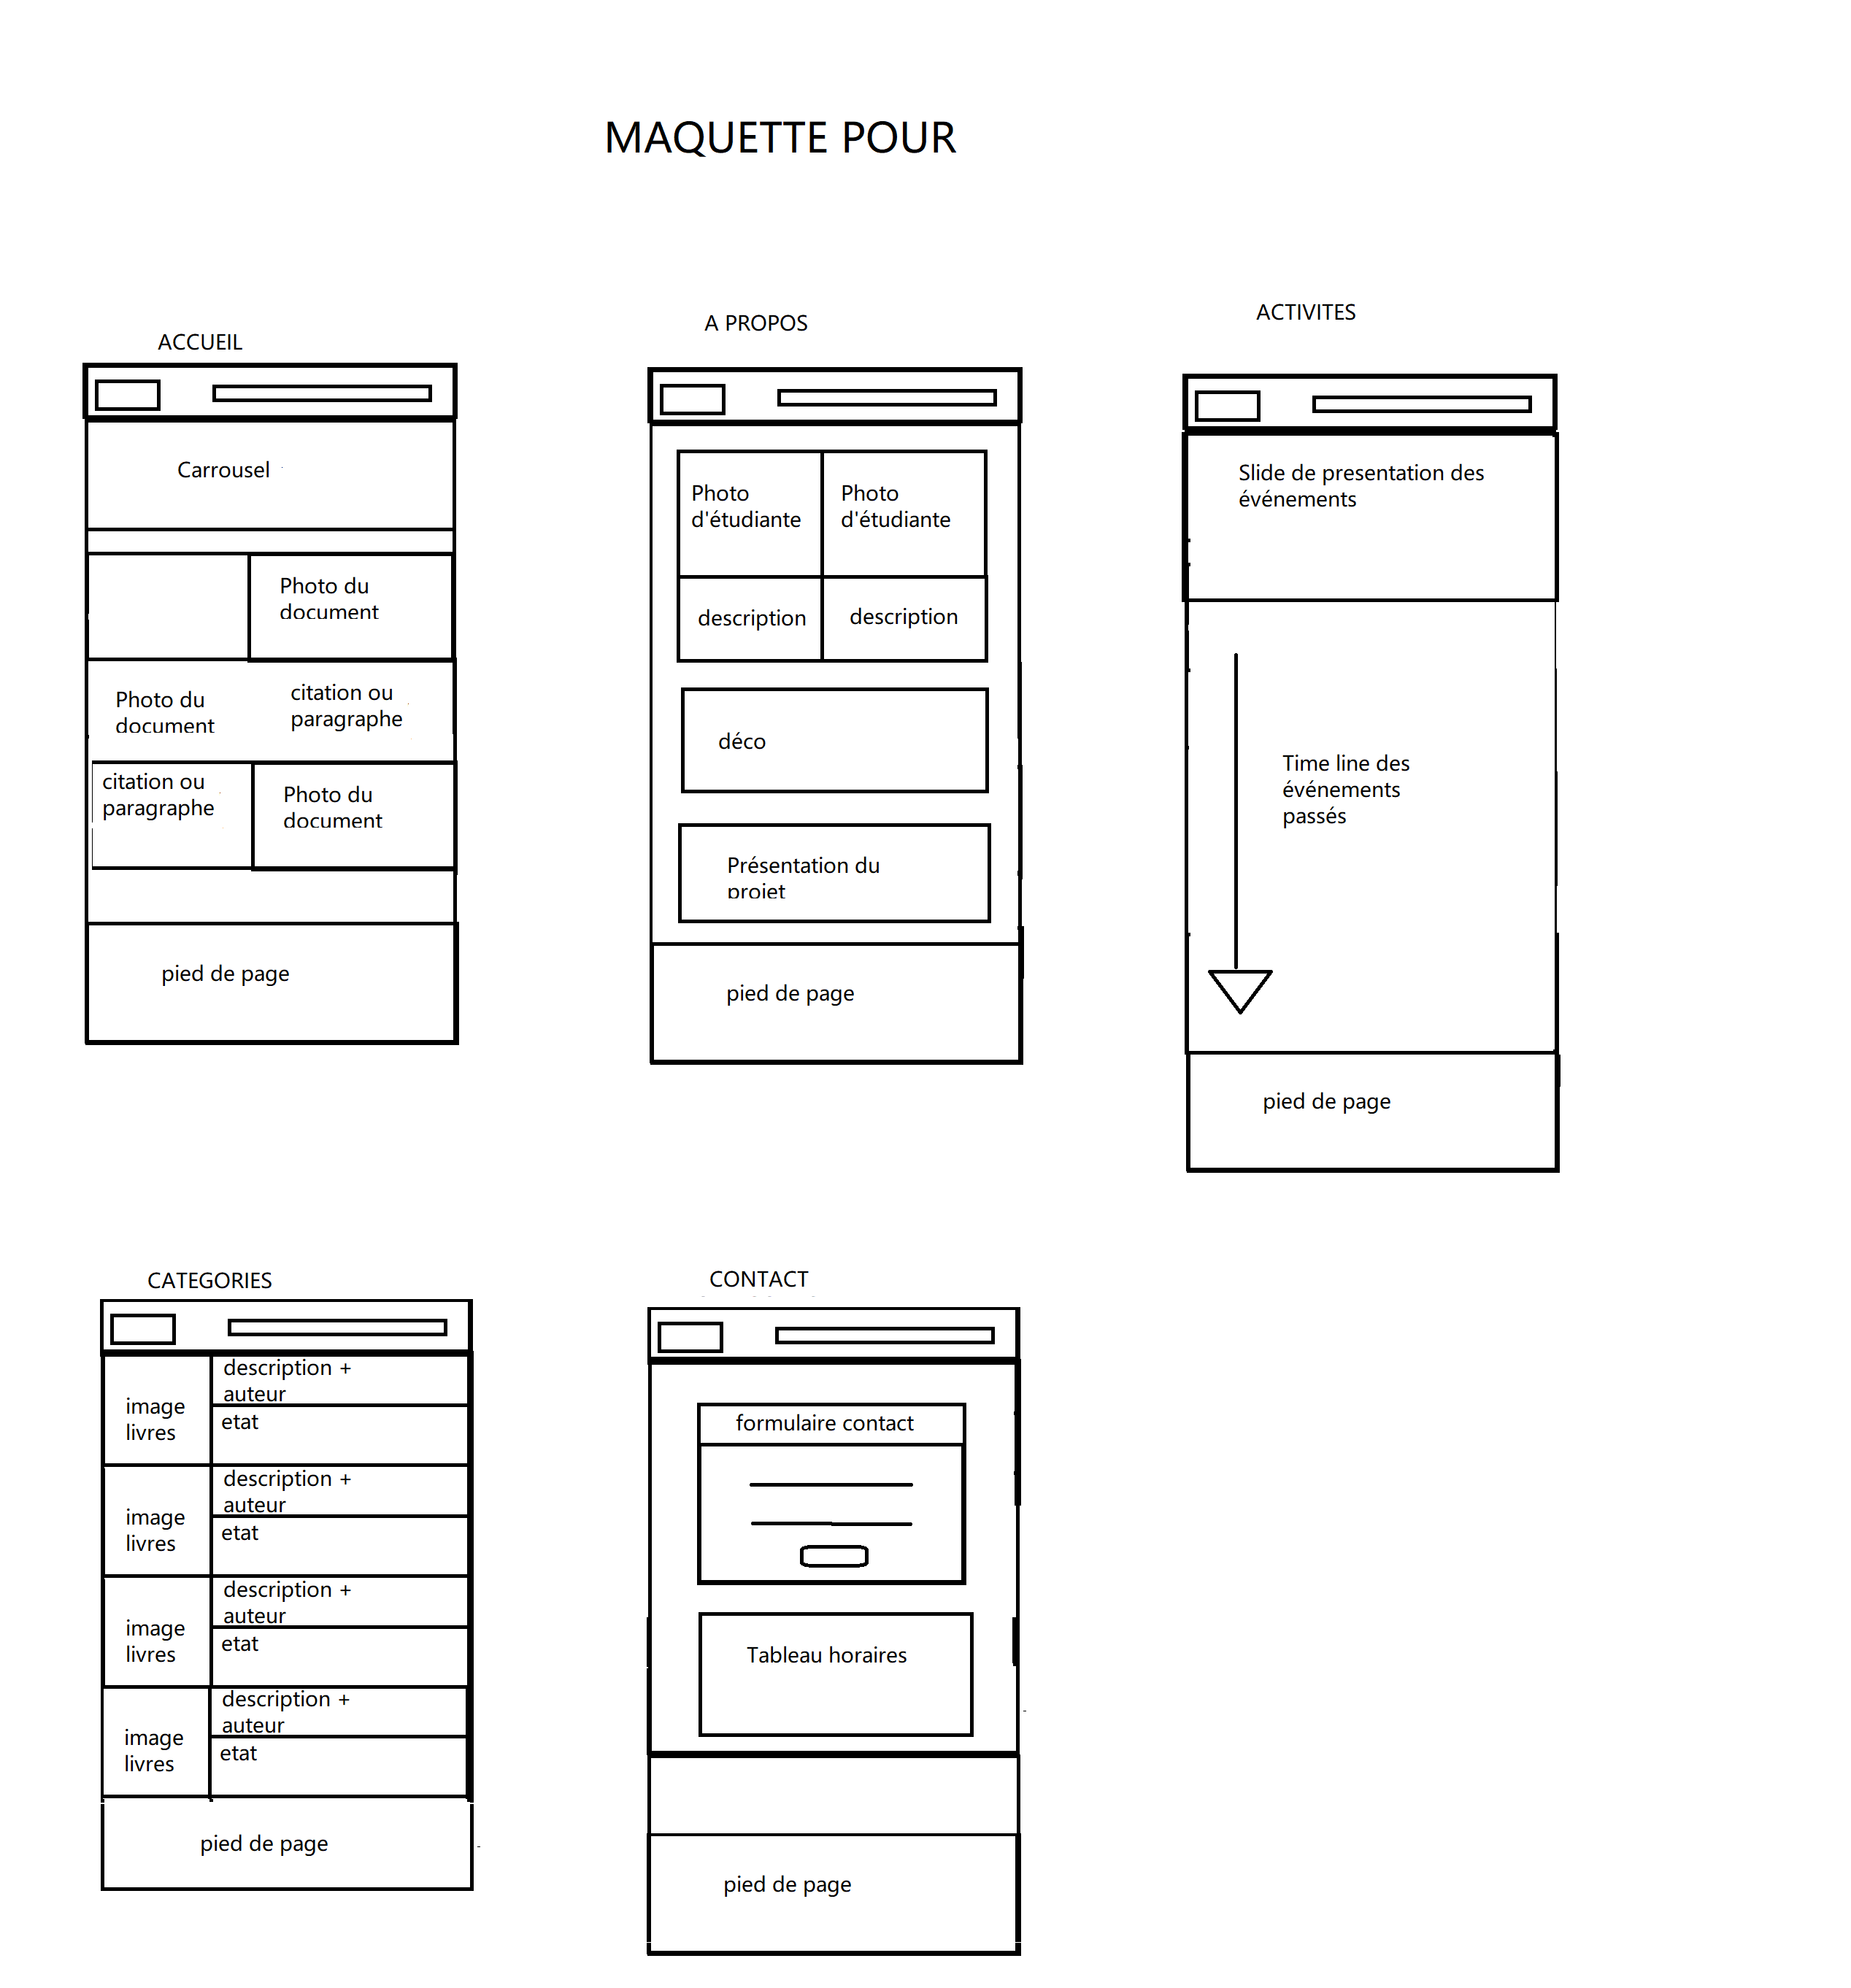 MAQUETTE POUR
ACCUEIL
Carrousel
Photo du
document
Photo du
document
citation ou
paragraphe
citation ou
paragraphe
Photo du
document
pied de page
A PROPOS
Photo
d'étudiante
Photo
d'étudiante
description
description
déco
Présentation du
projet
pied de page
ACTIVITES
Slide de presentation des
événements
Time line des
événements
passés
pied de page
CATEGORIES
image
livres
description +
auteur
etat
image
livres
description +
auteur
etat
image
livres
description +
auteur
etat
image
livres
description +
auteur
etat
pied de page
CONTACT
formulaire contact
Tableau horaires
pied de page